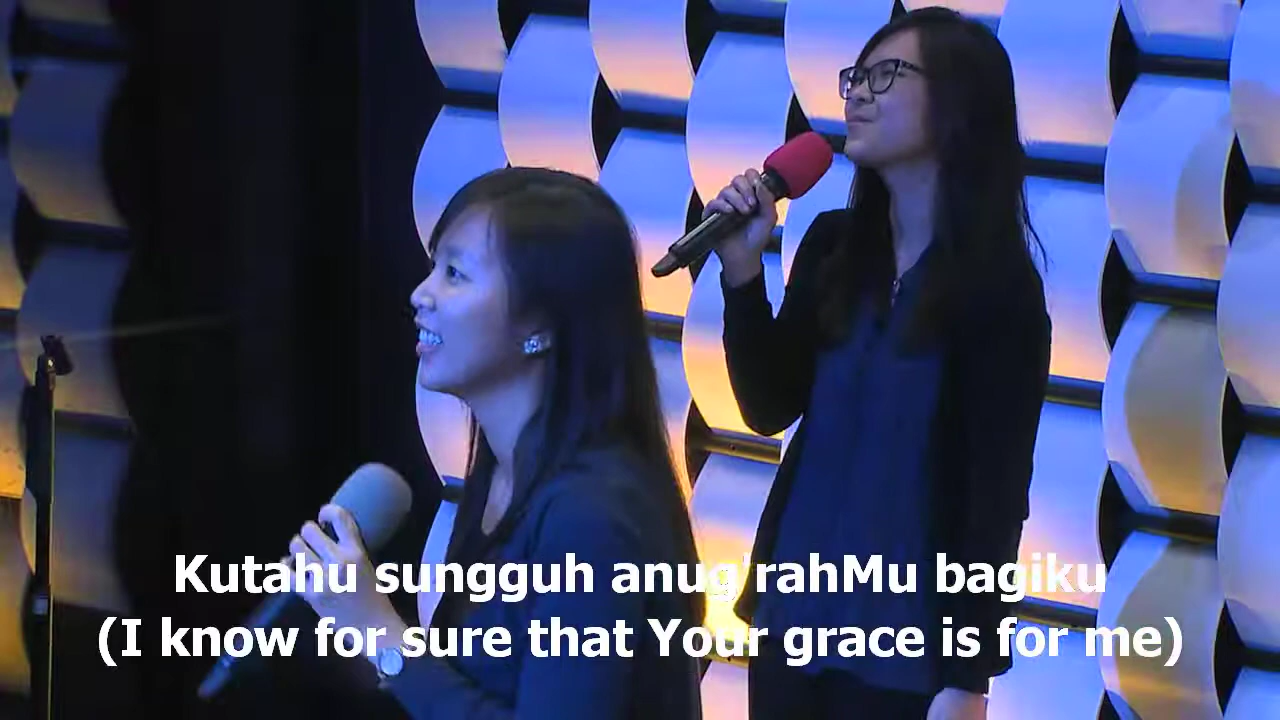 Kutahu sungguh anug'rahMu bagiku
(I know for sure that Your grace is for me)